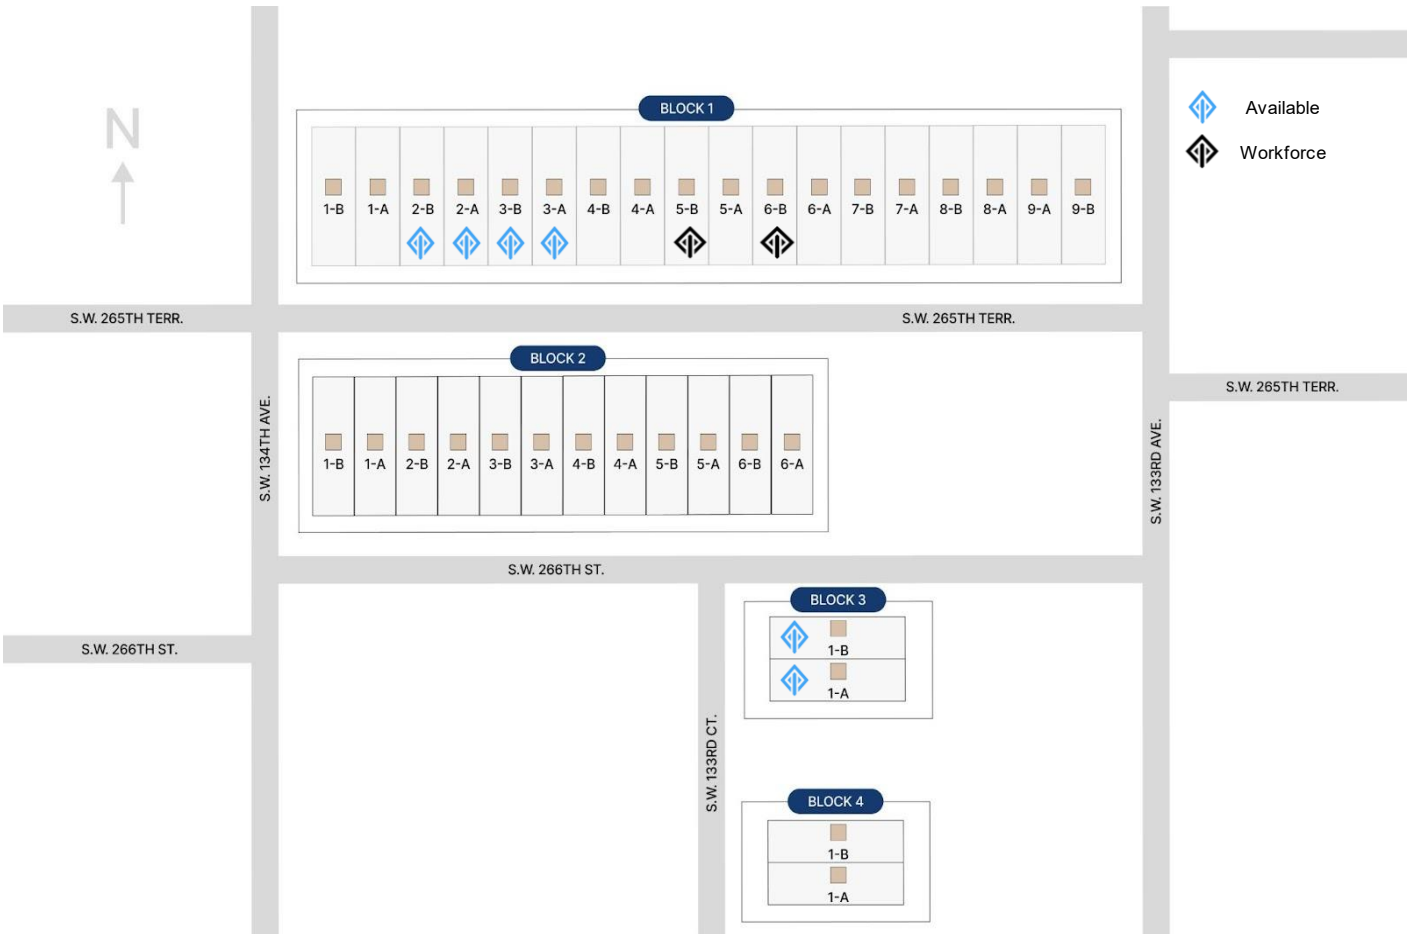 N
BLOCK 1
Available
Workforce
1-B 1-A 2-B 2-A 3-B 3-A 4-B 4-A 5-B 5-A 6-B 6-A 7-B 7-A 8-B 8-A 9-A 9-B
S.W. 265TH TERR.
S.W. 265TH TERR.
BLOCK 2
S.W. 265TH TERR.
S.W. 134TH AVE.
S.W. 133RD AVE.
1-B 1-A 2-B 2-A 3-B 3-A 4-B 4-A 5-B 5-A 6-B 6-A
S.W. 266TH ST.
BLOCK 3
S.W. 266TH ST.
1-B
1-A
S.W. 133RD CT.
BLOCK 4
1-B
1-A